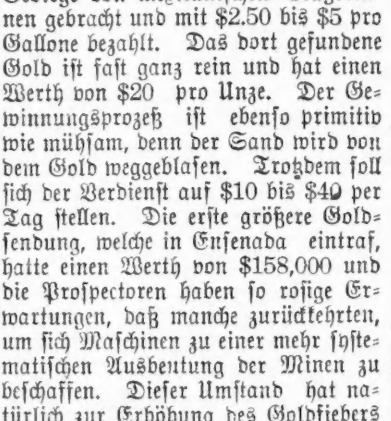 nen gebracht und mit $2.50 bis $5 pro
Gallone bezahlt. Das dort gefundene
Gold ist fast ganz rein und hat einen
Werth von $20 pro Unze. Der Ge=
winnungsprozeß ist ebenso primitiv
wie mühsam, denn der Sand wird von
dem Gold weggeblasen. Trotzdem soll
sich der Verdienst auf $10 bis $40 per
Tag stellen. Die erste größere Gold=
sendung, welche in Ensenada eintraf,
hatte einen Werth von $158,000 und
die Prospectoren haben so rosige Er=
wartungen, daß manche zurückkehrten,
um sich Maschinen zu einer mehr syste=
matischen Ausbeutung der Minen zu
beschaffen. Dieser Umstand hat na=
türlich zur Erhöhung des Goldfiebers